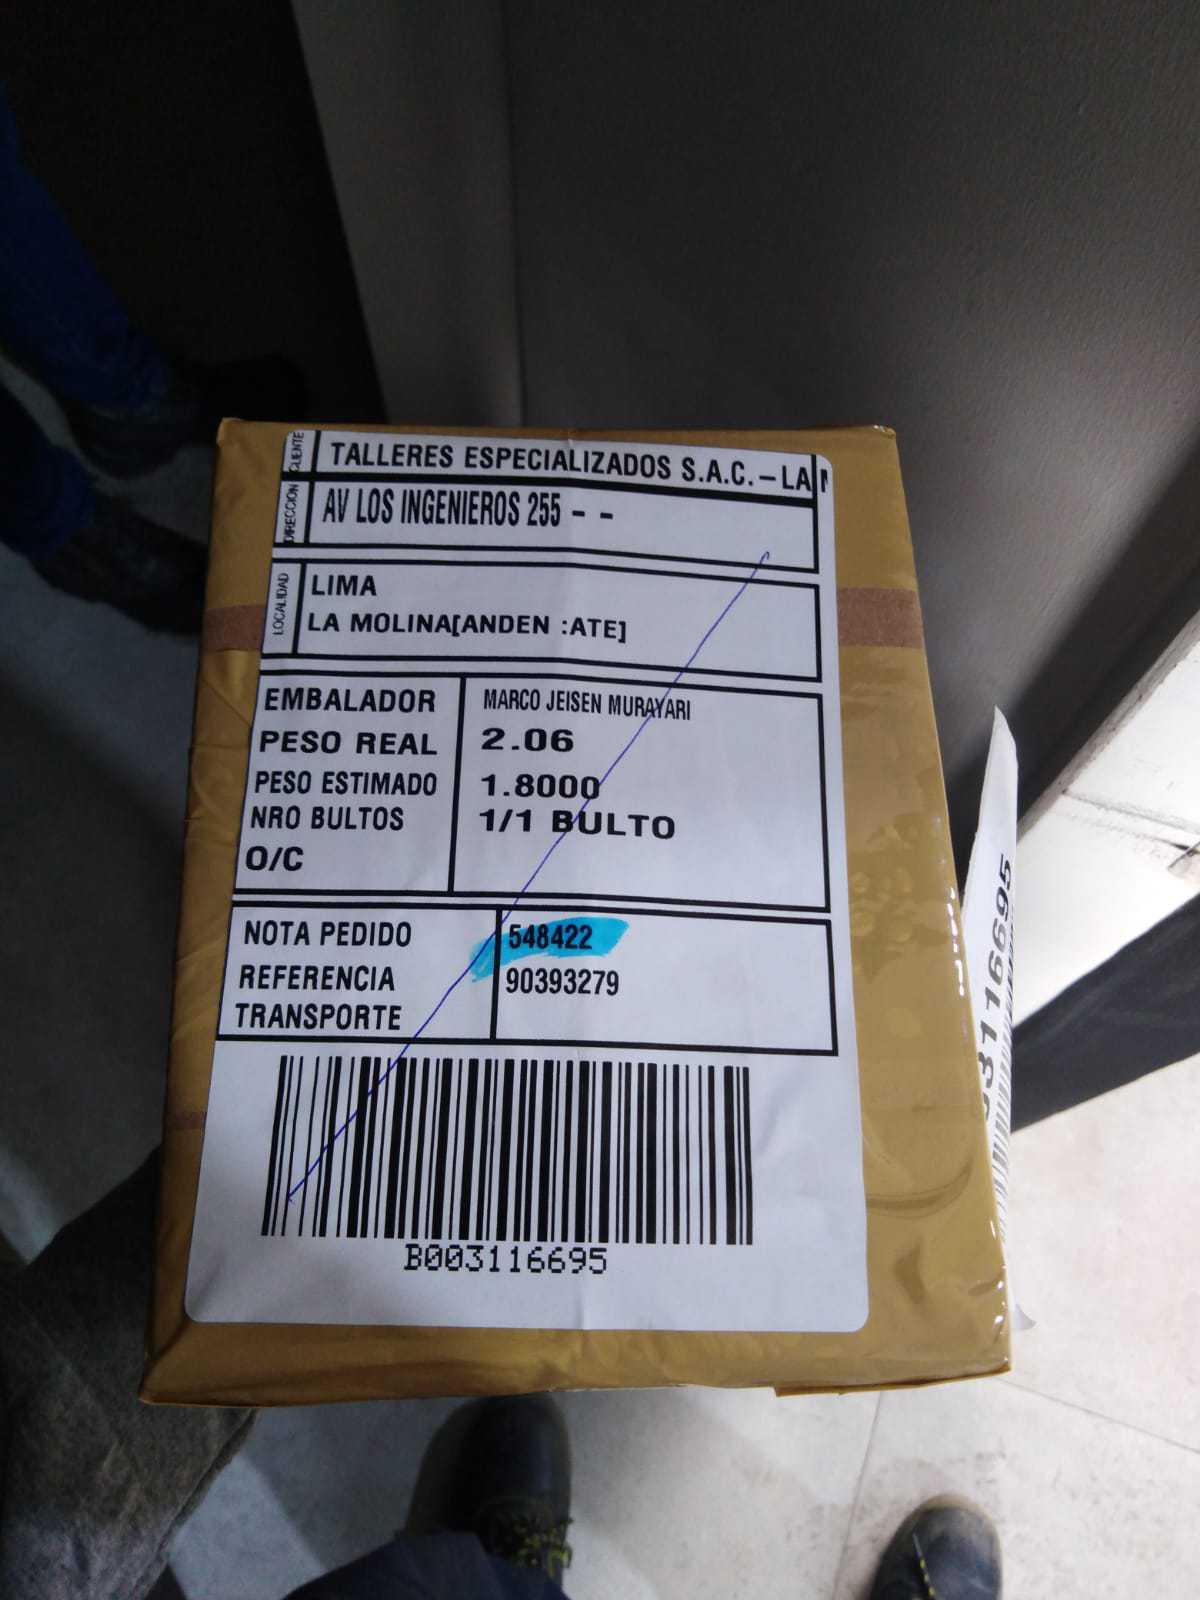 CLIENTE TALLERES ESPECIALIZADOS S.A.C.-LA
DIRECCION AV LOS INGENIEROS 255 - -
LOCALIDAD LIMA
LA MOLINA[ANDEN :ATE]
EMBALADOR MARCO JEISEN MURAYARI
PESO REAL 2.06
PESO ESTIMADO 1.8000
NRO BULTOS 1/1 BULTO
O/C
NOTA PEDIDO 548422
REFERENCIA 90393279
TRANSPORTE
B003116695
3116695